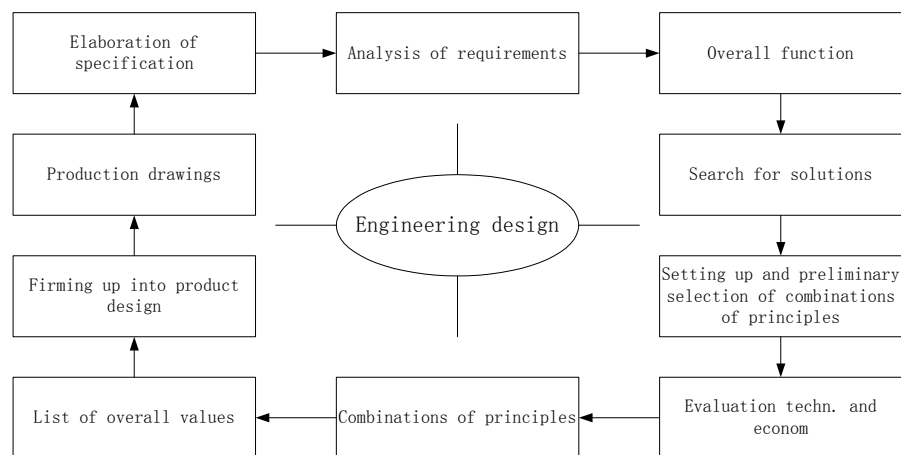 Elaboration of
specification
Analysis of requirements
Overall function
Production drawings
Search for solutions
Engineering design
Firming up into product
design
Setting up and preliminary
selection of combinations
of principles
List of overall values
Combinations of principles
Evaluation techn. and
econom